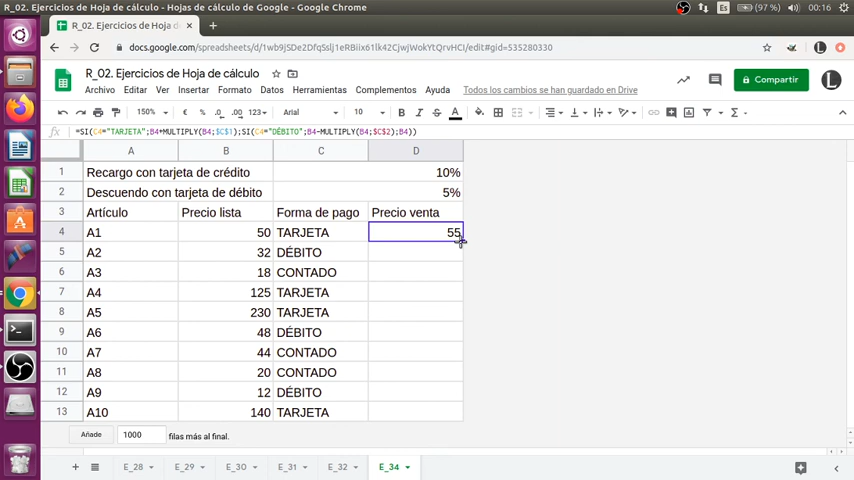 R_02. Ejercicios de Hoja de cálculo - Hojas de cálculo de Google - Google Chrome
Es (97 %) 00:16
R_02. Ejercicios de Hoja de cálcu
docs.google.com/spreadsheets/d/1wb9jSDe2DfqSslj1eRBiix61lk42CjwjWokYtQrvHCI/edit#gid=535280330
R_02. Ejercicios de Hoja de cálculo
Archivo Editar Ver Insertar Formato Datos Herramientas Complementos Ayuda Todos los cambios se han guardado en Drive
Compartir
150% € % .0 .00 123 Arial 10 B I S A
fx =SI(C4="TARJETA";B4+MULTIPLY(B4;$C$1);SI(C4="DÉBITO";B4-MULTIPLY(B4;$C$2);B4))
A B C D
1 Recargo con tarjeta de crédito 10%
2 Descuendo con tarjeta de débito 5%
3 Artículo Precio lista Forma de pago Precio venta
4 A1 50 TARJETA 55
5 A2 32 DÉBITO
6 A3 18 CONTADO
7 A4 125 TARJETA
8 A5 230 TARJETA
9 A6 48 DÉBITO
10 A7 44 CONTADO
11 A8 20 CONTADO
12 A9 12 DÉBITO
13 A10 140 TARJETA
Añade 1000 filas más al final.
E_28 E_29 E_30 E_31 E_32 E_34